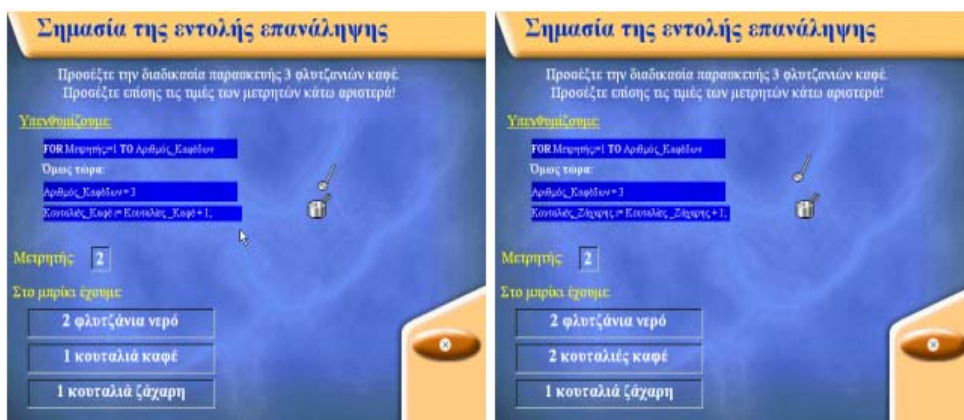 Σημασία της εντολής επανάληψης
Προσέξτε την διαδικασία παρασκευής 3 φλυτζανιών καφέ.
Προσέξτε επίσης τις τιμές των μετρητών κάτω αριστερά!
Υπενθυμίζουμε:
FOR Μετρητής:=1 TO Αριθμός_Καφέδων
Όμως τώρα:
Αριθμός_Καφέδων = 3
Κουταλιές_Καφέ := Κουταλιές _Καφέ + 1;
Μετρητής: 2
Στο μπρίκι έχουμε:
2 φλυτζάνια νερό
1 κουταλιά καφέ
1 κουταλιά ζάχαρη
Σημασία της εντολής επανάληψης
Προσέξτε την διαδικασία παρασκευής 3 φλυτζανιών καφέ.
Προσέξτε επίσης τις τιμές των μετρητών κάτω αριστερά!
Υπενθυμίζουμε:
FOR Μετρητής:=1 TO Αριθμός_Καφέδων
Όμως τώρα:
Αριθμός_Καφέδων = 3
Κουταλιές_Ζάχαρης := Κουταλιές _Ζάχαρης + 1;
Μετρητής: 2
Στο μπρίκι έχουμε:
2 φλυτζάνια νερό
2 κουταλιές καφέ
1 κουταλιά ζάχαρη